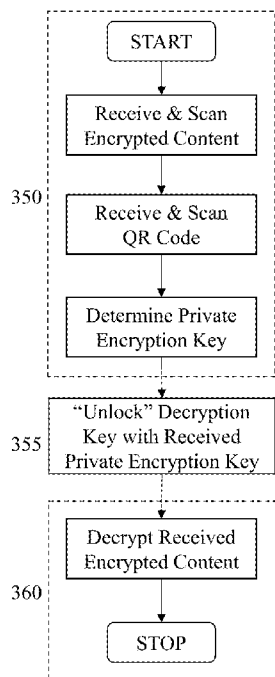 START
Receive & Scan
Encrypted Content
350
Receive & Scan
QR Code
Determine Private
Encryption Key
"Unlock" Decryption
355
Key with Received
Private Encryption Key
Decrypt Received
Encrypted Content
360
STOP